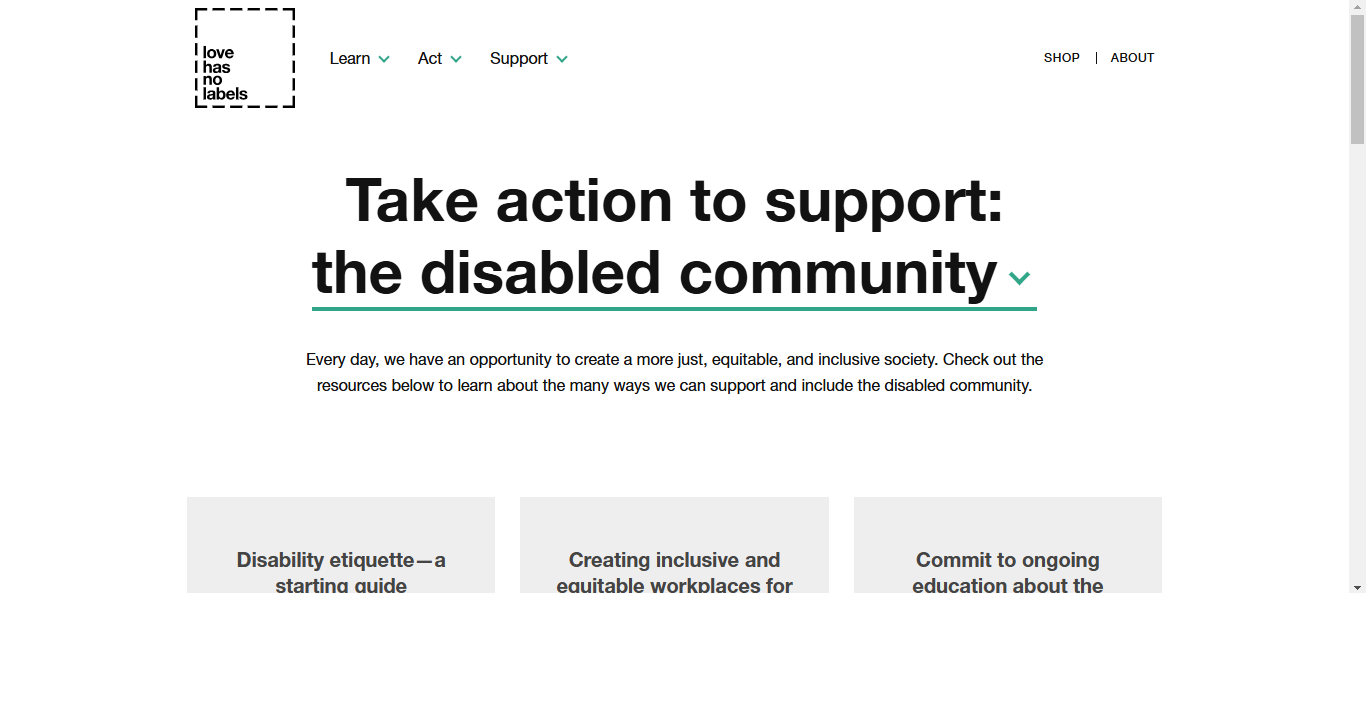 love
has
no
labels
Learn
Act
Support
SHOP
ABOUT
Take action to support:
the disabled community
Every day, we have an opportunity to create a more just, equitable, and inclusive society. Check out the
resources below to learn about the many ways we can support and include the disabled community.
Disability etiquette—a
starting guide
Creating inclusive and
equitable workplaces for
Commit to ongoing
education about the